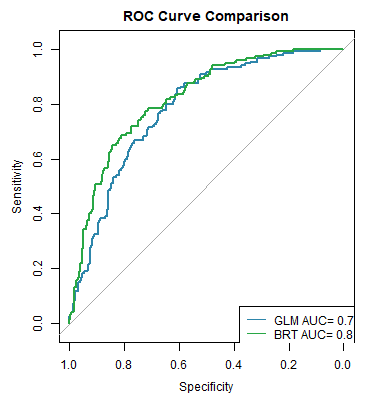 ROC Curve Comparison
Sensitivity
1.0
0.8
0.6
0.4
0.2
0.0
1.0 0.8 0.6 0.4 0.2 0.0
Specificity
GLM AUC= 0.7
BRT AUC= 0.8